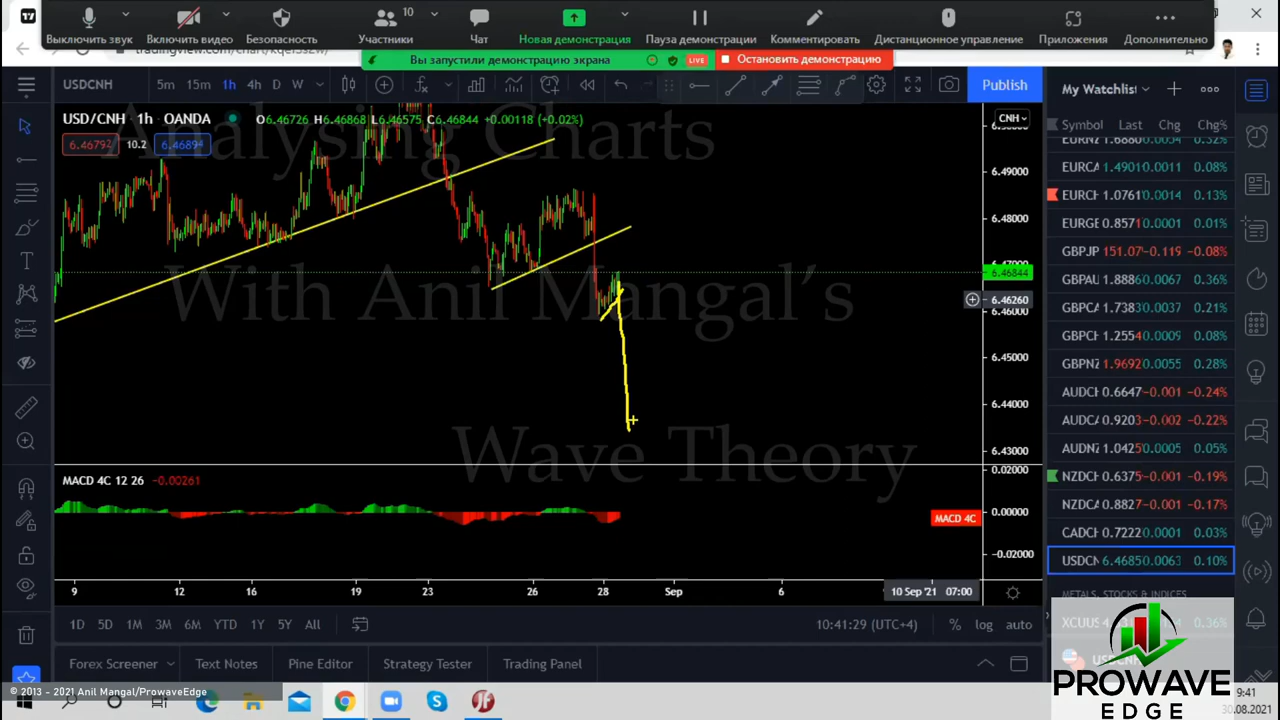 10
Выключить звук
Включить видео
Безопасность
Участники
Чат
Новая демонстрация
Пауза демонстрации
Комментировать
Дистанционное управление
Приложения
Дополнительно
Вы запустили демонстрацию экрана
LIVE
Остановить демонстрацию
USDCNH 5m 15m 1h 4h D W
Publish
My Watchlist
USD/CNH · 1h · OANDA O6.46726 H6.46868 L6.46575 C6.46844 +0.00118 (+0.02%)
6.46792 10.2 6.46894
CNH
Analysing Charts
With Anil Mangal's
Wave Theory
6.49000
6.48000
6.46844
6.46260
6.46000
6.45000
6.44000
6.43000
MACD 4C 12 26 -0.00261
0.02000
0.00000
-0.02000
MACD 4C
9 12 16 19 23 26 28 Sep 6
10 Sep '21 07:00
Symbol Last Chg Chg%
EURCA 1.4901 0.0011 0.08%
EURCH 1.0761 0.0014 0.13%
EURGE 0.8571 0.0001 0.01%
GBPJP 151.07 -0.119 -0.08%
GBPAU 1.8886 0.0067 0.36%
GBPCA 1.7383 0.0037 0.21%
GBPCH 1.2554 0.0009 0.08%
GBPNZ 1.9692 0.0055 0.28%
AUDCH 0.6647 -0.001 -0.24%
AUDCA 0.9203 -0.002 -0.22%
AUDNZ 1.0425 0.0005 0.05%
NZDCH 0.6375 -0.001 -0.19%
NZDCA 0.8827 -0.001 -0.17%
CADCH 0.7222 0.0001 0.03%
USDCN 6.4685 0.0063 0.10%
METALS, STOCKS & INDICES
1D 5D 1M 3M 6M YTD 1Y 5Y All
10:41:29 (UTC+4) % log auto
Forex Screener Text Notes Pine Editor Strategy Tester Trading Panel
© 2013 - 2021 Anil Mangal/ProwaveEdge
PROWAVE
EDGE
9:41
30.08.2021